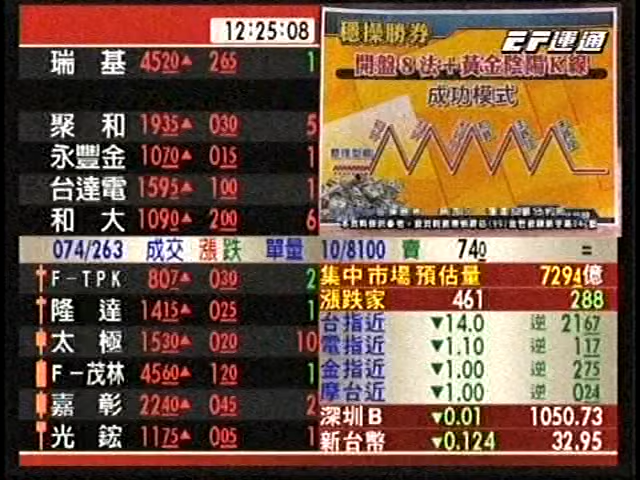 12:25:08
瑞基 4520▲ 265 1
聚和 1935▲ 030 5
永豐金 1070▲ 015 1
台達電 1595▲ 100 1
和大 1090▲ 200 6
074/263 成交 漲跌 單量
F-TPK 807▲ 030 2
隆達 1415▲ 025 1
太極 1530▲ 020 10
F-茂林 4560▲ 120 1
嘉彰 2240▲ 045 2
光鋐 1175▲ 005 1
穩操勝券
EF運通
開盤8法+黃金陰陽K線
成功模式
10/8100 賣 740 =
集中市場預估量 7294億
漲跌家 461 288
台指近 ▼14.0 逆 2167
電指近 ▼1.10 逆 117
金指近 ▼1.00 逆 275
摩台近 ▼1.00 逆 024
深圳B ▼0.01 1050.73
新台幣 ▼0.124 32.95